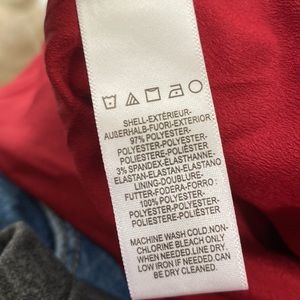 SHELL-EXTÉRIEUR-
AUßERHALB-FUORI-EXTERIOR :
97% POLYESTER-
POLYESTER-POLYESTER-
POLIESTERE-POLIÉSTER
3% SPANDEX-ÉLASTHANNE-
ELASTAN-ELASTAN-ELASTANO
LINING-DOUBLURE-
FUTTER-FODERA-FORRO :
100% POLYESTER-
POLYESTER-POLYESTER-
POLIESTERE-POLIÉSTER
MACHINE WASH COLD. NON-
CHLORINE BLEACH ONLY
WHEN NEEDED.LINE DRY.
LOW IRON IF NEEDED.CAN
BE DRY CLEANED.